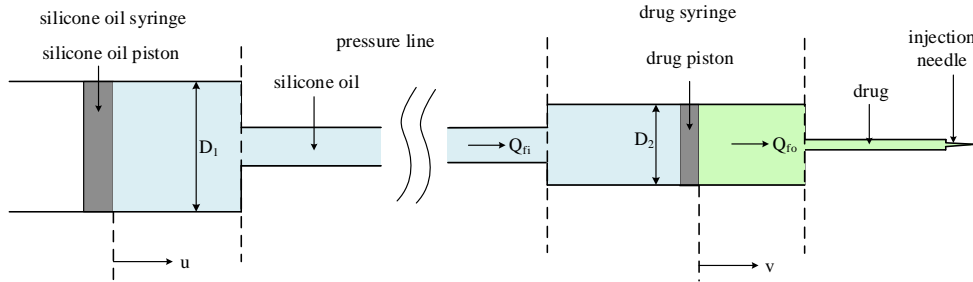 silicone oil syringe
silicone oil piston
pressure line
silicone oil
drug syringe
drug piston
injection
needle
drug
D1
Qfi
D2
Qfo
u
v